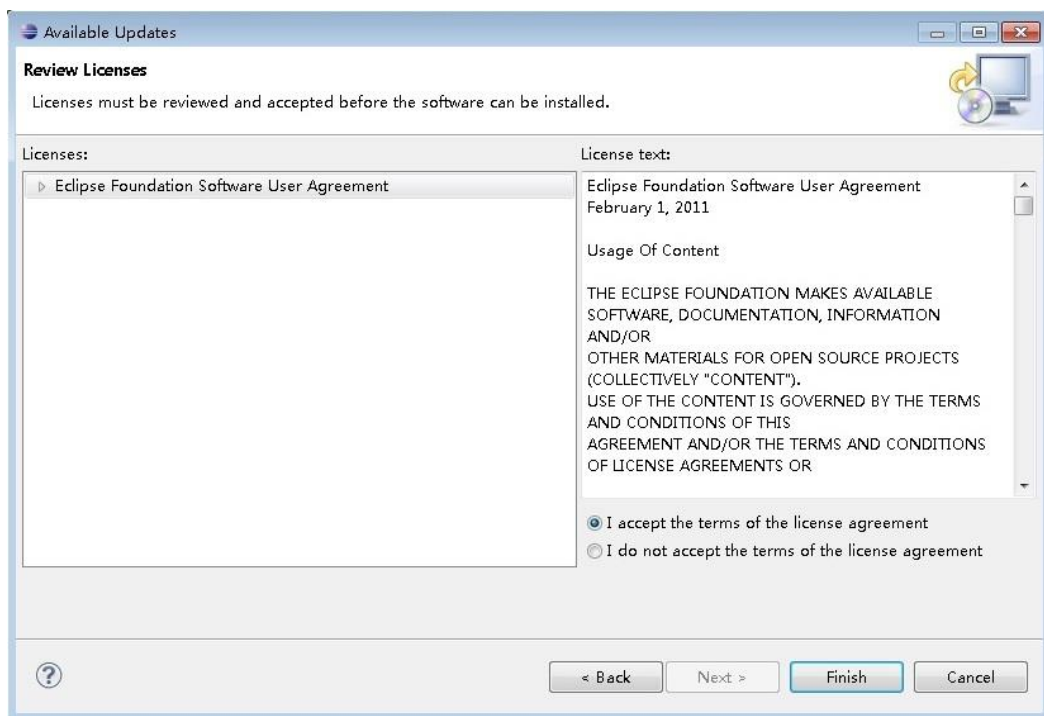 Available Updates
Review Licenses
Licenses must be reviewed and accepted before the software can be installed.
Licenses:
Eclipse Foundation Software User Agreement
License text:
Eclipse Foundation Software User Agreement
February 1, 2011
Usage Of Content
THE ECLIPSE FOUNDATION MAKES AVAILABLE
SOFTWARE, DOCUMENTATION, INFORMATION
AND/OR
OTHER MATERIALS FOR OPEN SOURCE PROJECTS
(COLLECTIVELY "CONTENT").
USE OF THE CONTENT IS GOVERNED BY THE TERMS
AND CONDITIONS OF THIS
AGREEMENT AND/OR THE TERMS AND CONDITIONS
OF LICENSE AGREEMENTS OR
I accept the terms of the license agreement
I do not accept the terms of the license agreement
?
< Back
Next >
Finish
Cancel